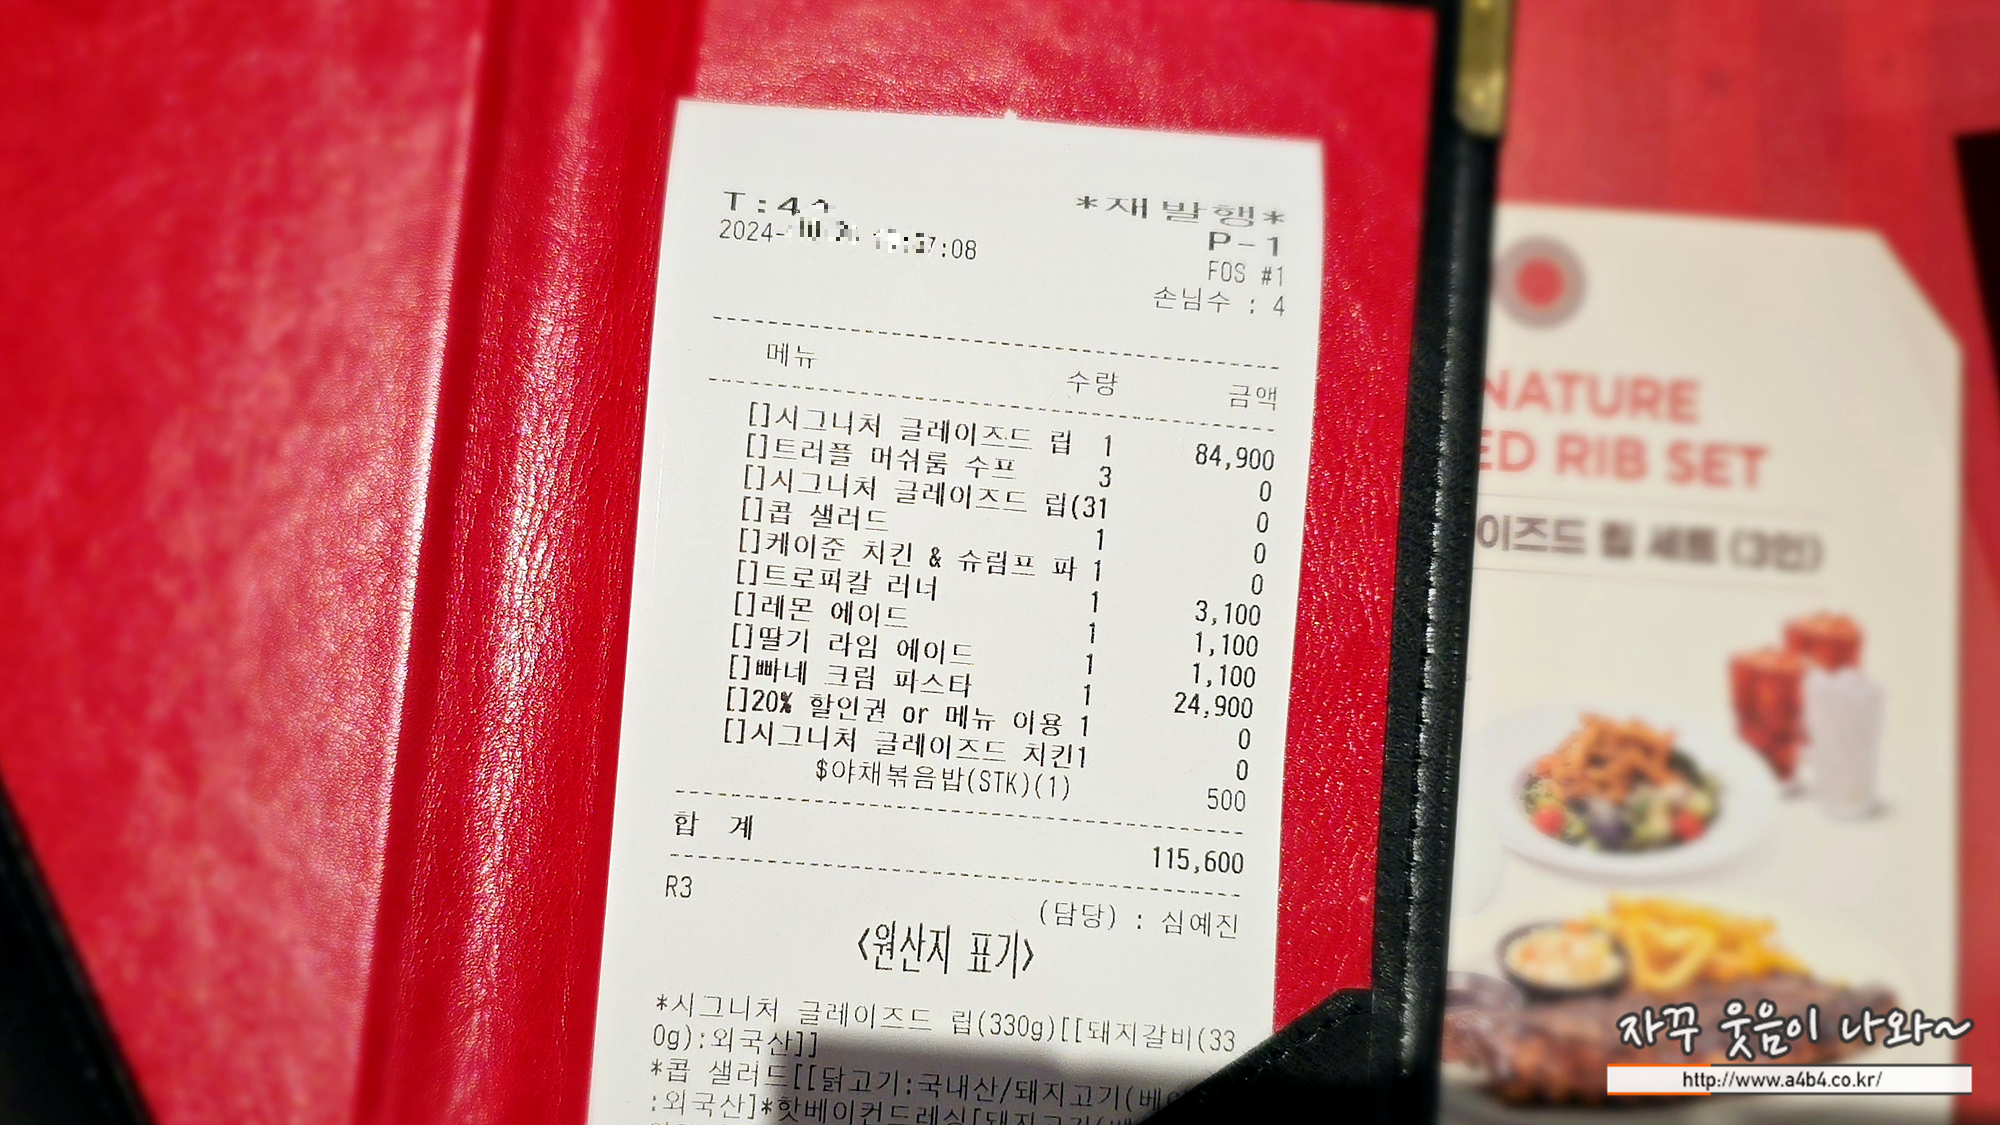 T:41 *재발행*
2024- :08 P-1
FOS #1
손님수 : 4
메뉴 수량 금액
[]시그니처 글레이즈드 립 1 84,900
[]트러플 머쉬룸 수프 3 0
[]시그니처 글레이즈드 립(31 0
[]콥 샐러드 1 0
[]케이준 치킨 & 슈림프 파 1 0
[]트로피칼 러너 1 3,100
[]레몬 에이드 1 1,100
[]딸기 라임 에이드 1 1,100
[]빠네 크림 파스타 1 24,900
[]20% 할인권 or 메뉴 이용 1 0
[]시그니처 글레이즈드 치킨1 0
$야채볶음밥(STK)(1) 500
합 계 115,600
R3
(담당) : 심예진
<원산지 표기>
*시그니처 글레이즈드 립(330g)[[돼지갈비(33
0g):외국산]]
*콥 샐러드[[닭고기:국내산/돼지고기(베
:외국산]*핫베이컨드레싱[돼지고기(베
NATURE
ED RIB SET
이즈드 립 세트 (3인)
자꾸 웃음이 나와~
http://www.a4b4.co.kr/